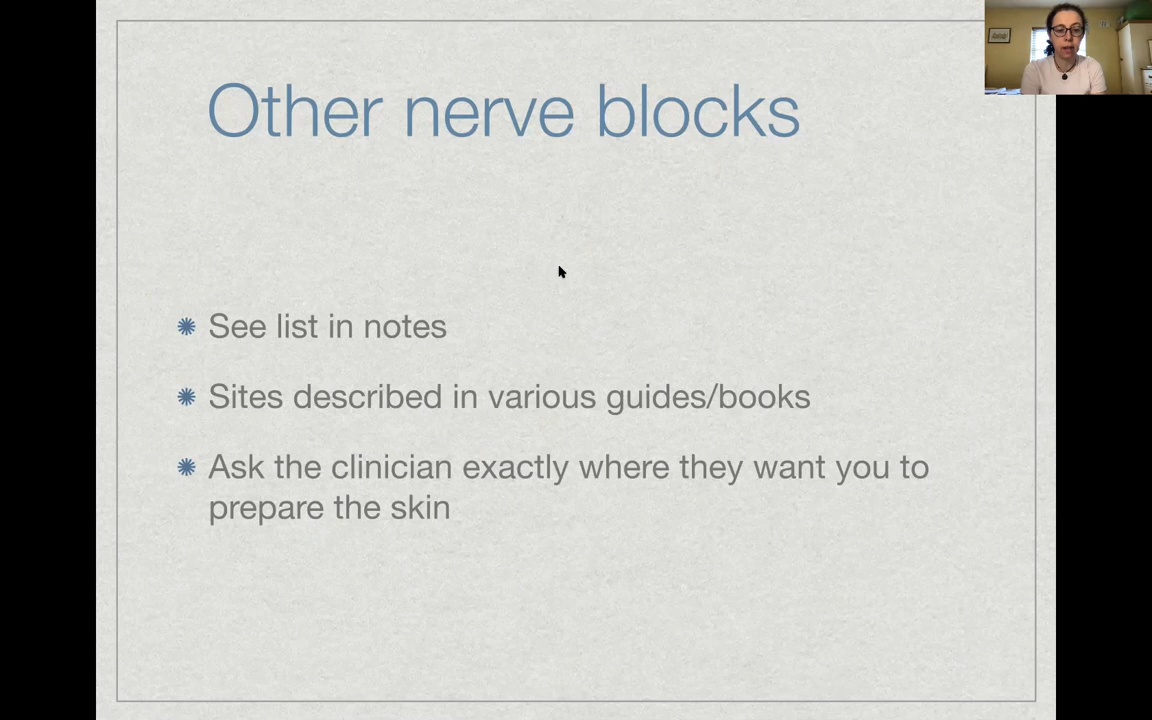 Other nerve blocks
See list in notes
Sites described in various guides/books
Ask the clinician exactly where they want you to
prepare the skin